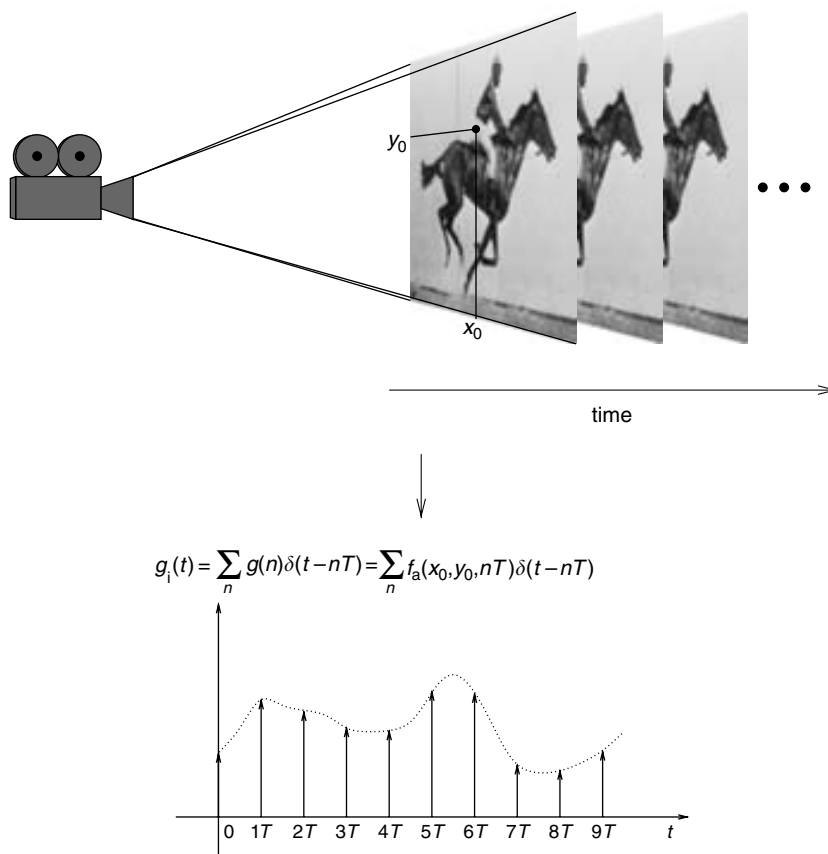 y₀
x₀
time
gᵢ(t) = ∑ₙ g(n)δ(t−nT) = ∑ₙ fₐ(x₀,y₀,nT)δ(t−nT)
0 1T 2T 3T 4T 5T 6T 7T 8T 9T t